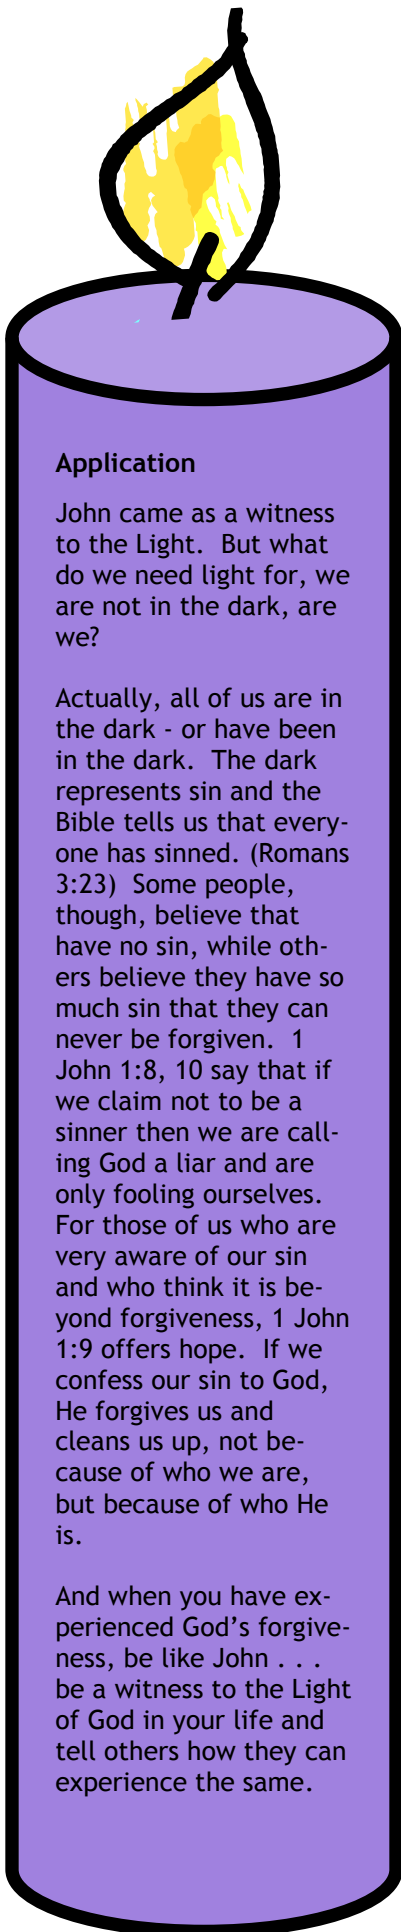 Application
John came as a witness
to the Light.  But what
do we need light for, we
are not in the dark, are
we?
Actually, all of us are in
the dark - or have been
in the dark.  The dark
represents sin and the
Bible tells us that every-
one has sinned. (Romans
3:23)  Some people,
though, believe that
have no sin, while oth-
ers believe they have so
much sin that they can
never be forgiven.  1
John 1:8, 10 say that if
we claim not to be a
sinner then we are call-
ing God a liar and are
only fooling ourselves.
For those of us who are
very aware of our sin
and who think it is be-
yond forgiveness, 1 John
1:9 offers hope.  If we
confess our sin to God,
He forgives us and
cleans us up, not be-
cause of who we are,
but because of who He
is.
And when you have ex-
perienced God’s forgive-
ness, be like John . . .
be a witness to the Light
of God in your life and
tell others how they can
experience the same.